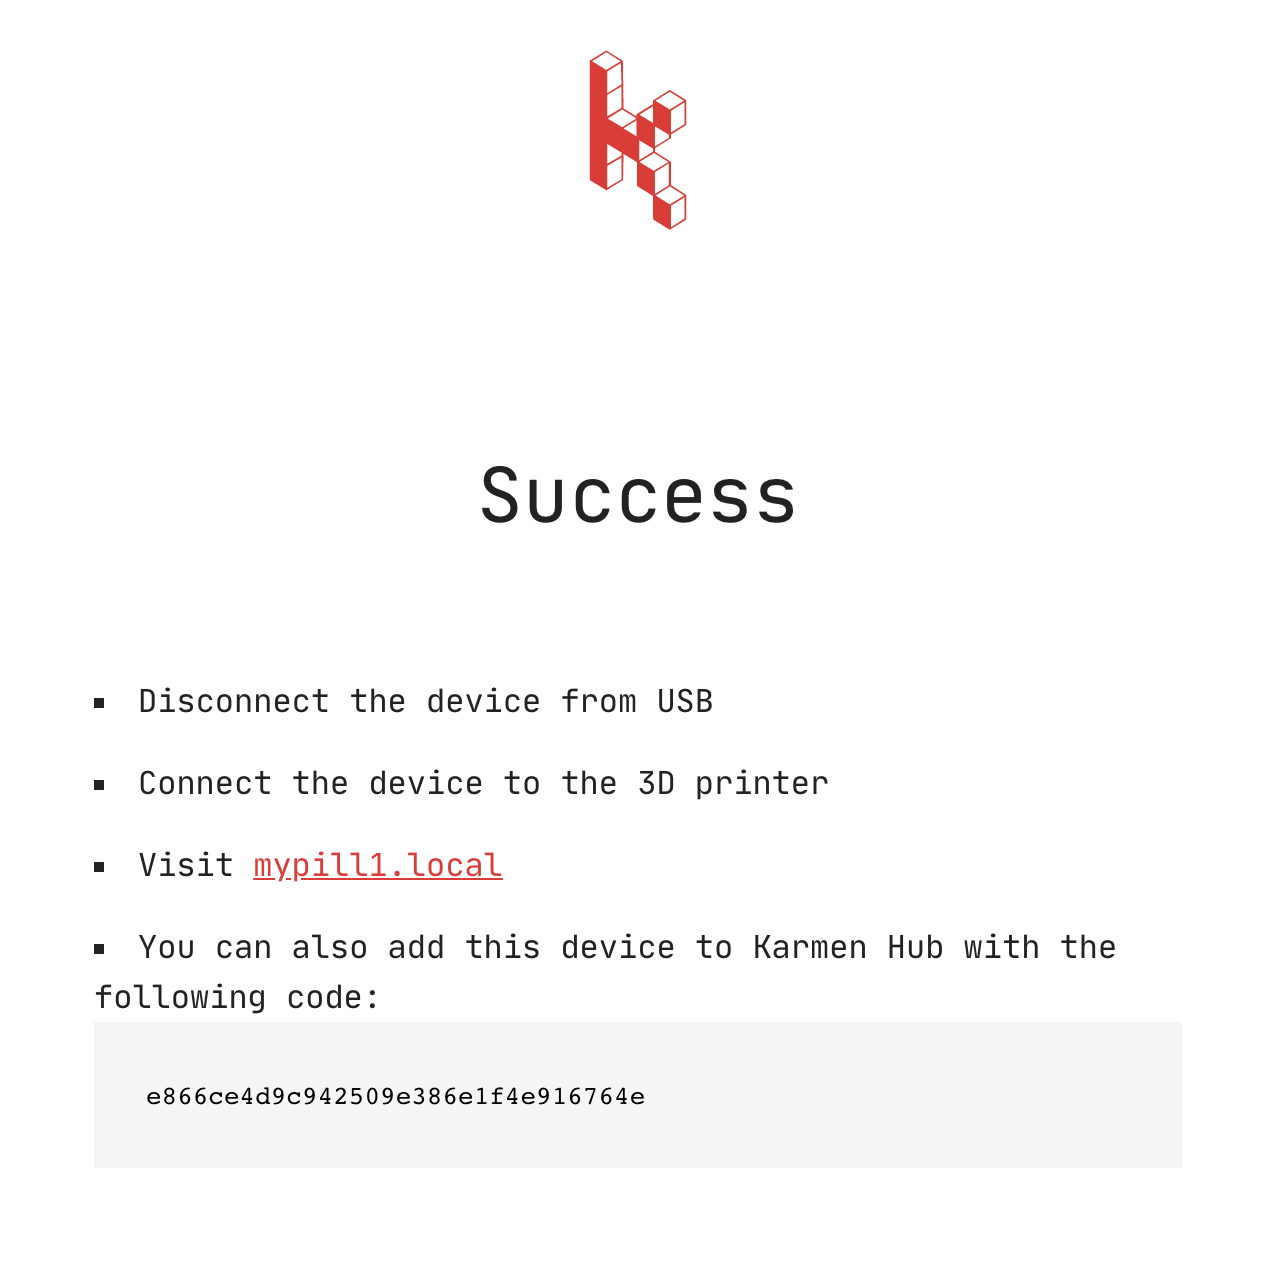 Success
▪ Disconnect the device from USB
▪ Connect the device to the 3D printer
▪ Visit mypill1.local
▪ You can also add this device to Karmen Hub with the
following code:
e866ce4d9c942509e386e1f4e916764e